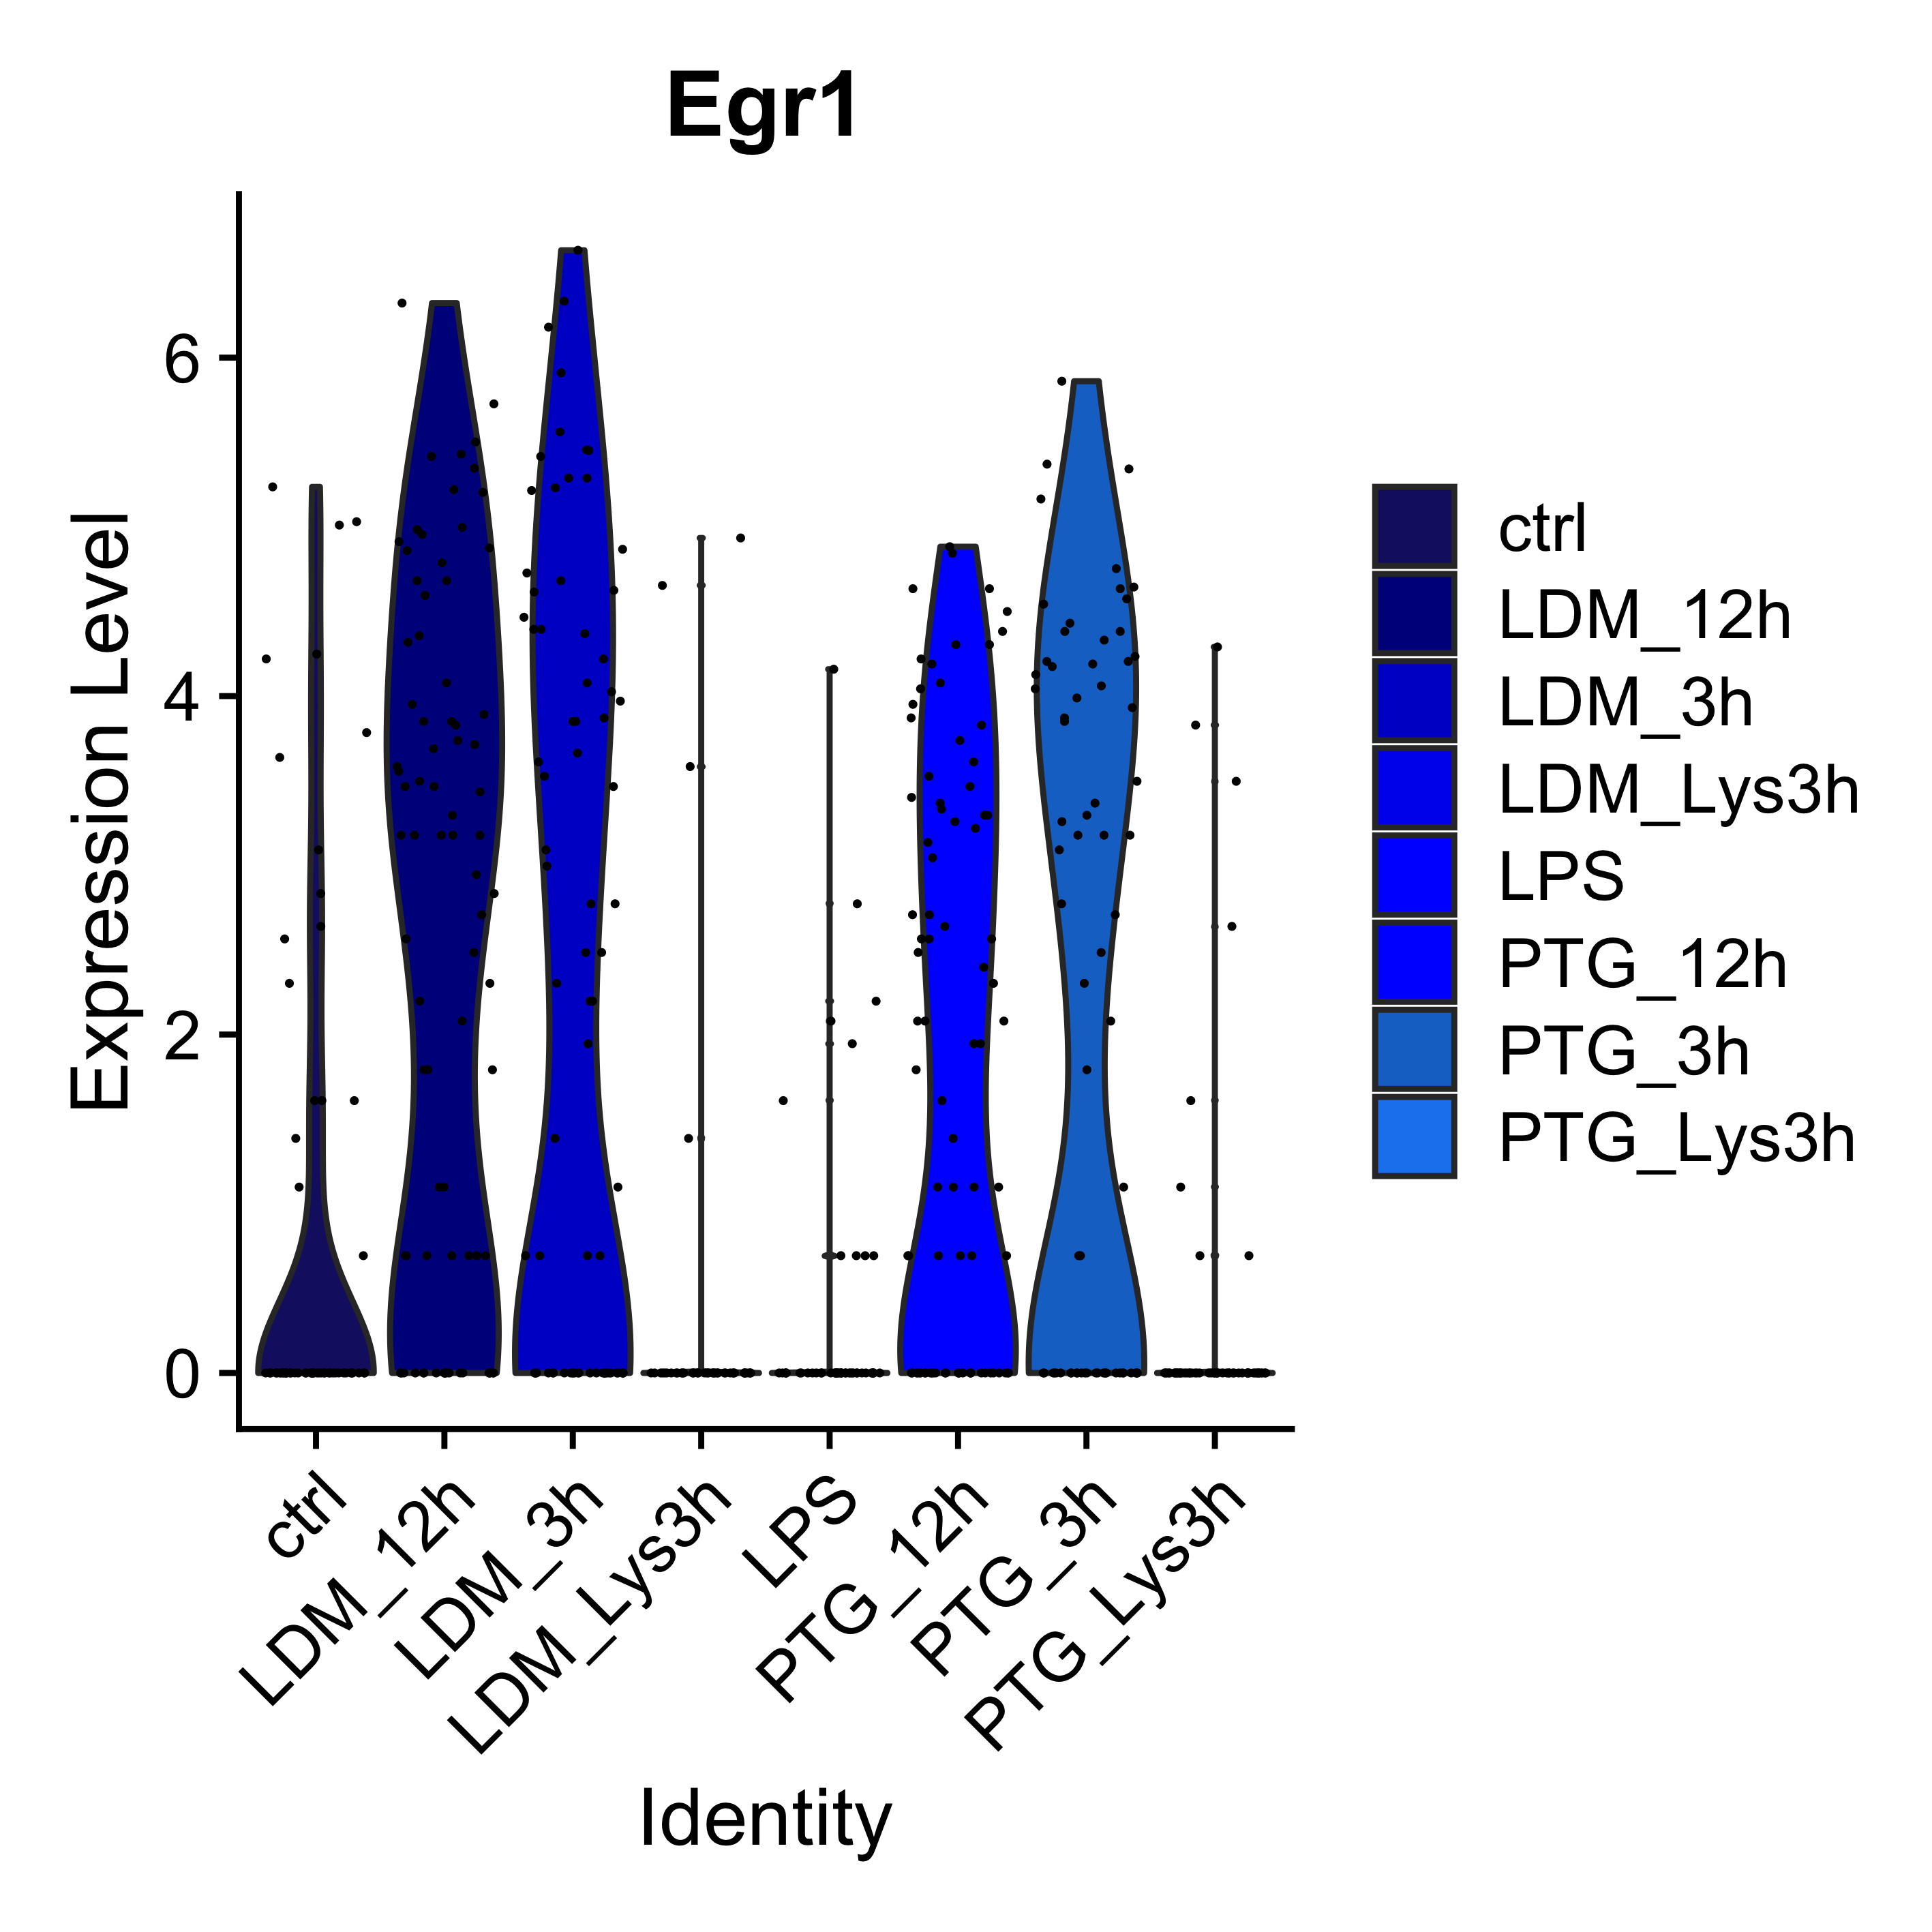 Egr1
Expression Level
6
4
2
0
ctrl
LDM_12h
LDM_3h
LDM_Lys3h
LPS
PTG_12h
PTG_3h
PTG_Lys3h
Identity
ctrl
LDM_12h
LDM_3h
LDM_Lys3h
LPS
PTG_12h
PTG_3h
PTG_Lys3h